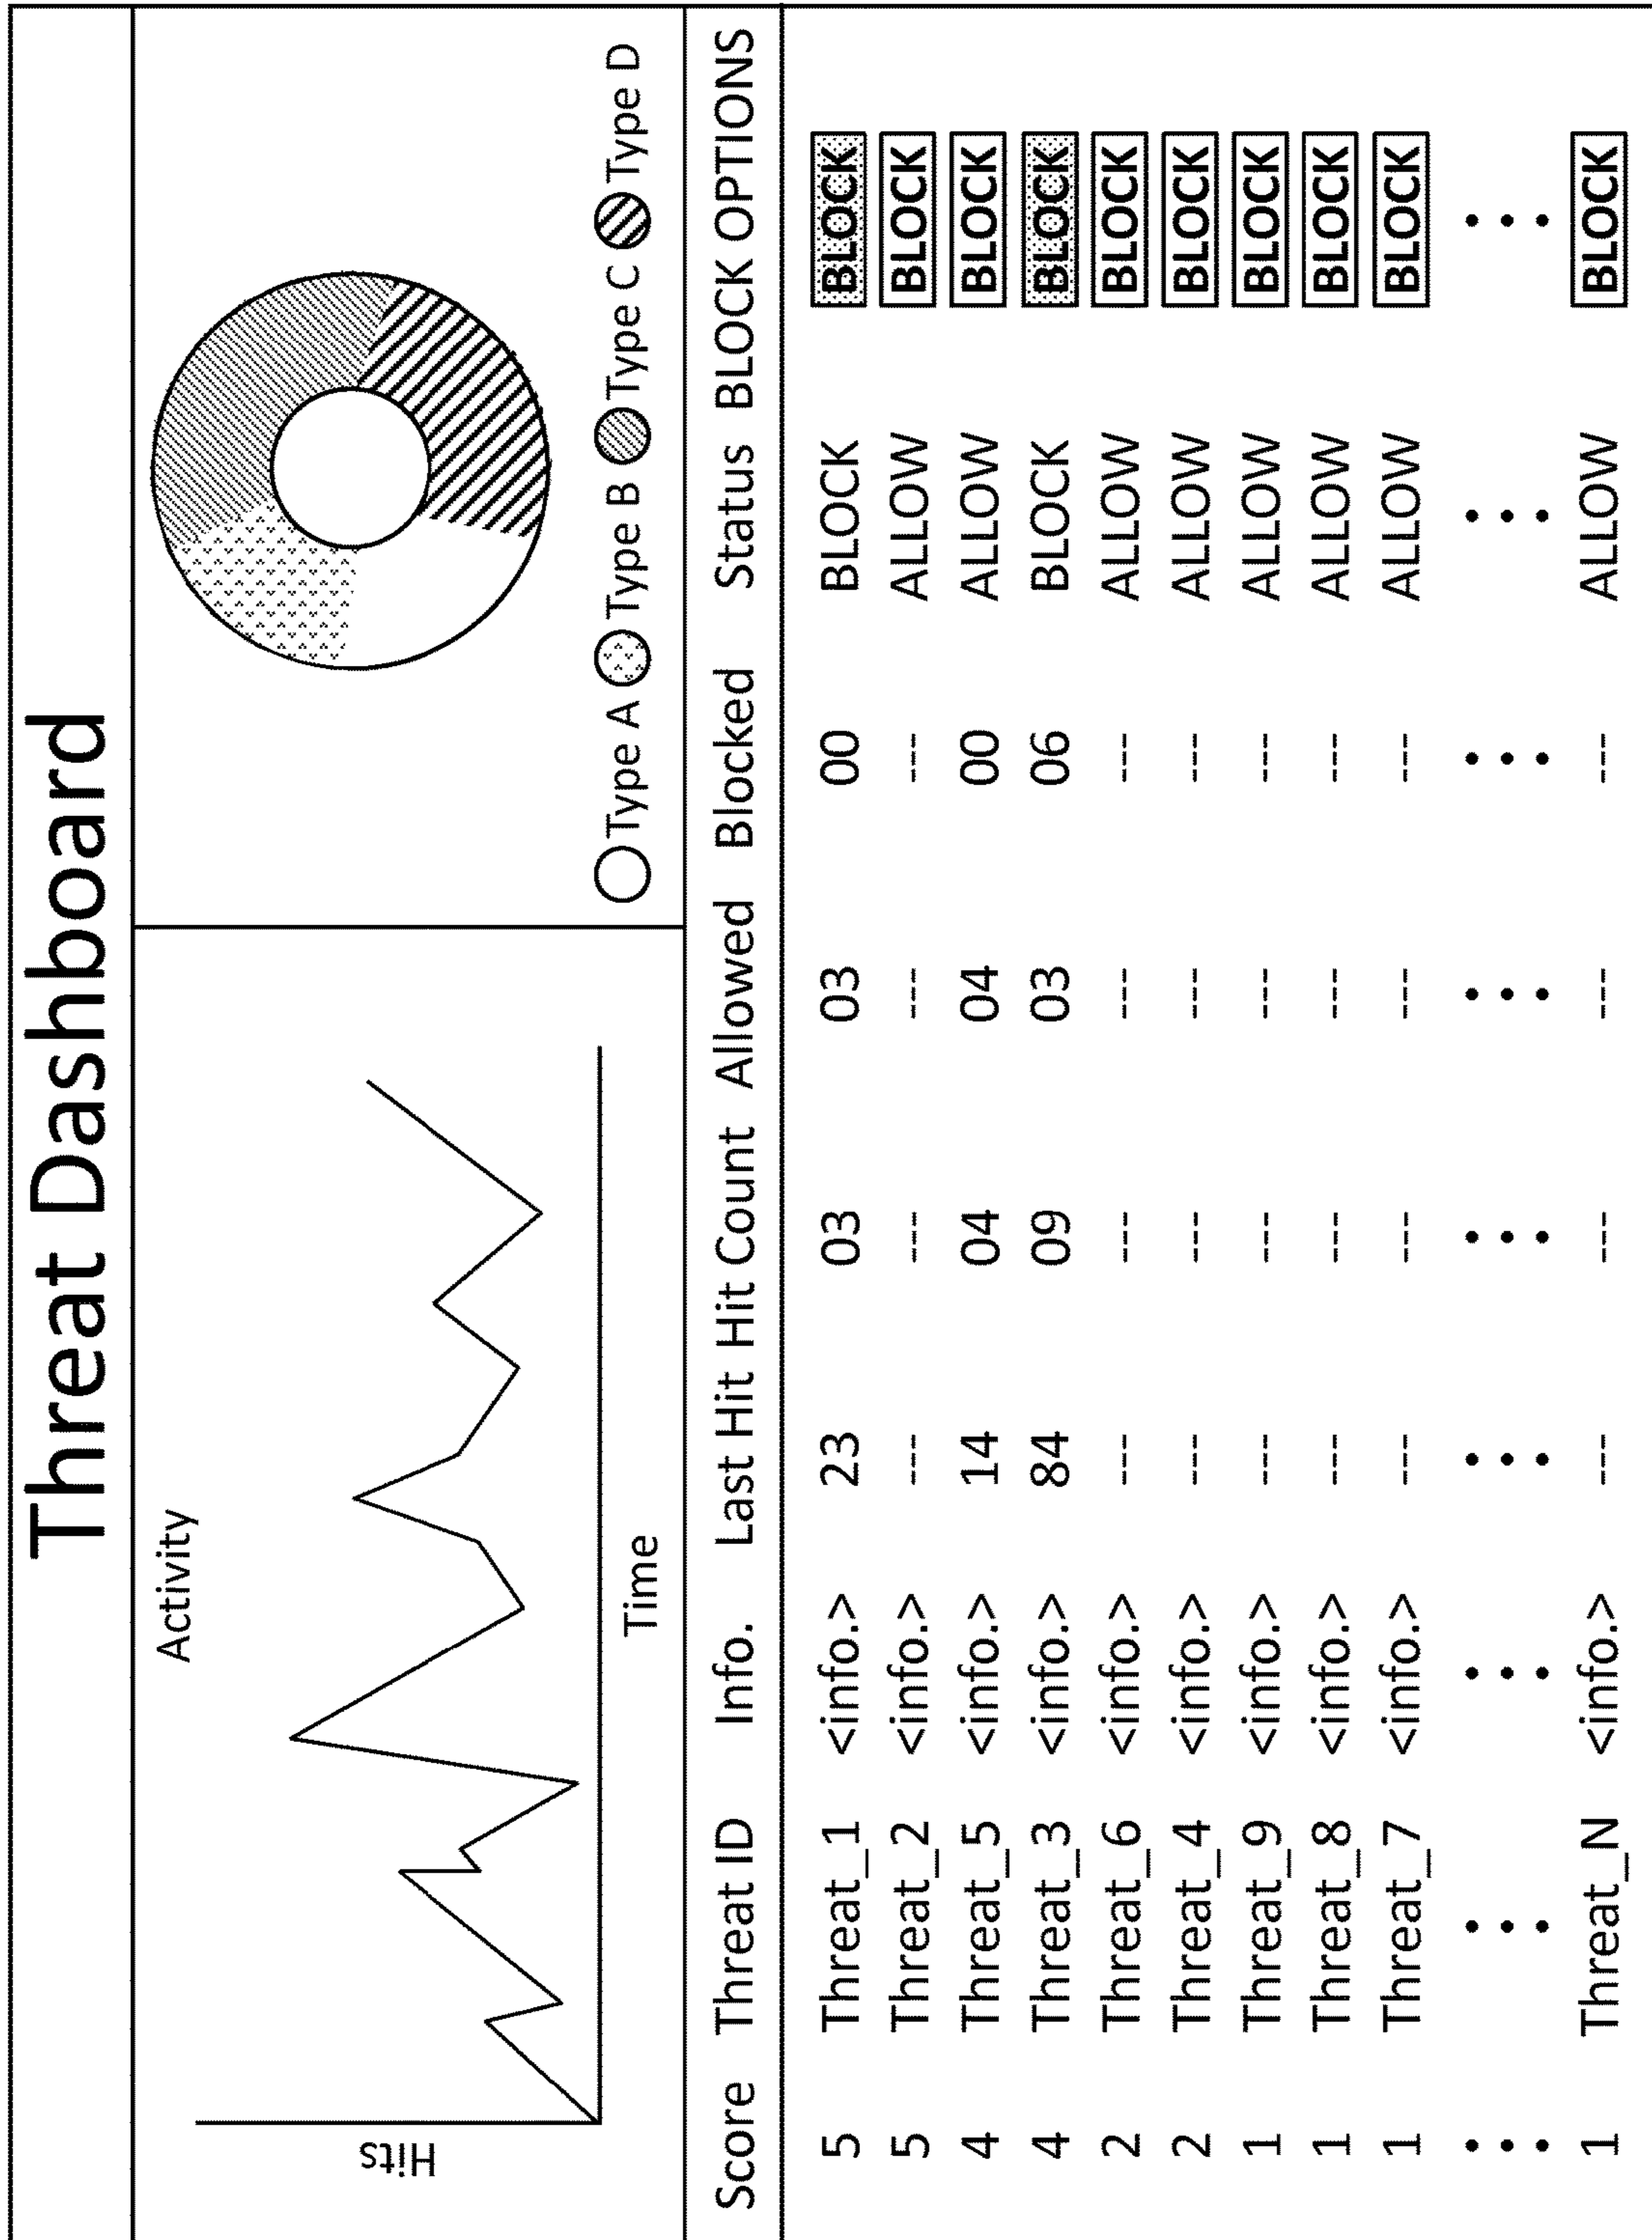 Threat Dashboard
Activity
Hits
Time
Type A Type B Type C Type D
Score Threat ID Info. Last Hit Hit Count Allowed Blocked Status BLOCK OPTIONS
5 Threat_1 <info.> 23 03 03 00 BLOCK BLOCK
5 Threat_2 <info.> --- --- --- --- ALLOW BLOCK
4 Threat_5 <info.> 14 04 04 00 ALLOW BLOCK
4 Threat_3 <info.> 84 09 03 06 BLOCK BLOCK
2 Threat_6 <info.> --- --- --- --- ALLOW BLOCK
2 Threat_4 <info.> --- --- --- --- ALLOW BLOCK
1 Threat_9 <info.> --- --- --- --- ALLOW BLOCK
1 Threat_8 <info.> --- --- --- --- ALLOW BLOCK
1 Threat_7 <info.> --- --- --- --- ALLOW BLOCK
1 Threat_N <info.> --- --- --- --- ALLOW BLOCK